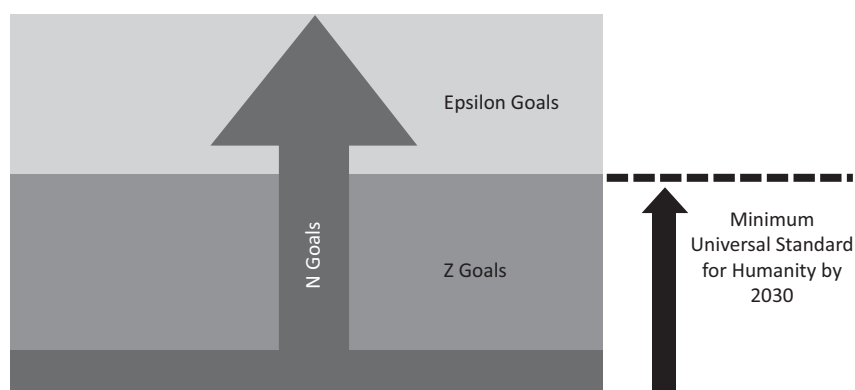 Epsilon Goals
N Goals
Z Goals
Minimum
Universal Standard
for Humanity by
2030